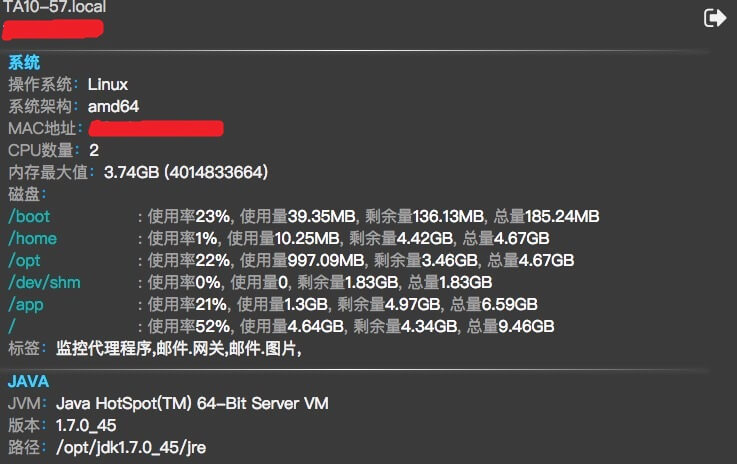 TA10-57.local
系统
操作系统：Linux
系统架构：amd64
MAC地址：
CPU数量：2
内存最大值：3.74GB (4014833664)
磁盘：
/boot : 使用率23%, 使用量39.35MB, 剩余量136.13MB, 总量185.24MB
/home : 使用率1%, 使用量10.25MB, 剩余量4.42GB, 总量4.67GB
/opt : 使用率22%, 使用量997.09MB, 剩余量3.46GB, 总量4.67GB
/dev/shm : 使用率0%, 使用量0, 剩余量1.83GB, 总量1.83GB
/app : 使用率21%, 使用量1.3GB, 剩余量4.97GB, 总量6.59GB
/ : 使用率52%, 使用量4.64GB, 剩余量4.34GB, 总量9.46GB
标签：监控代理程序,邮件.网关,邮件.图片,
JAVA
JVM：Java HotSpot(TM) 64-Bit Server VM
版本：1.7.0_45
路径：/opt/jdk1.7.0_45/jre